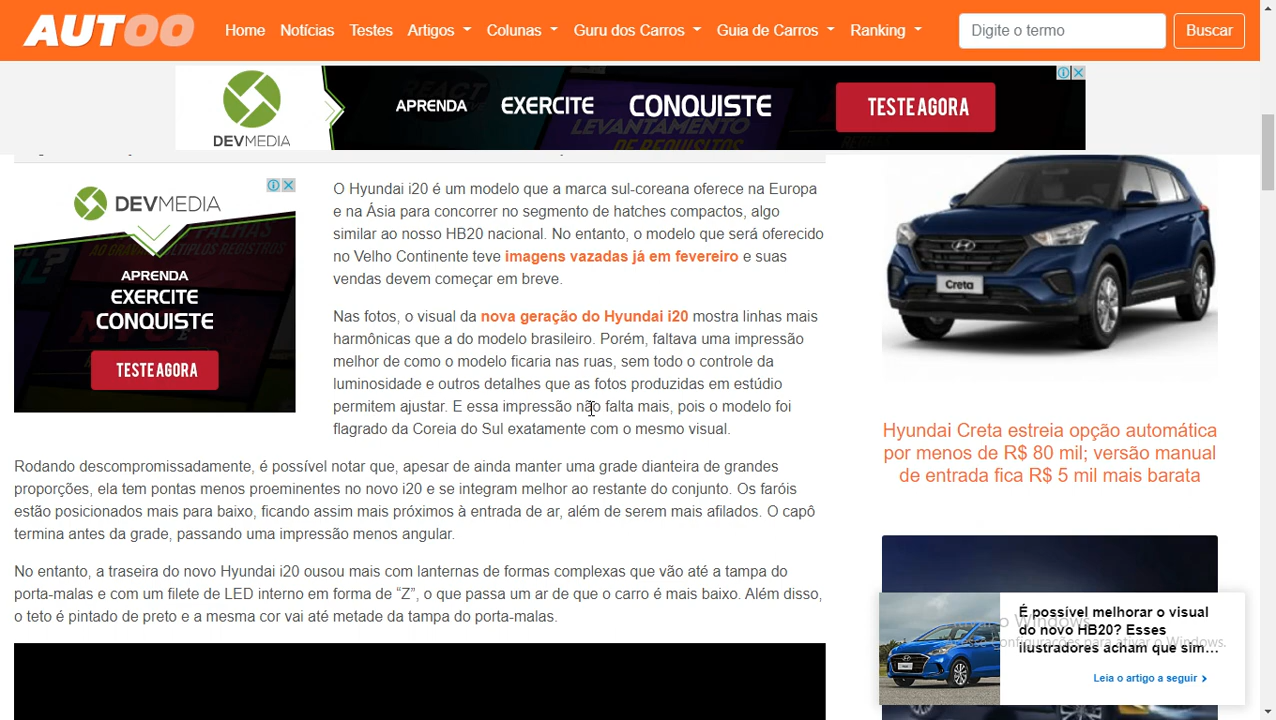 AUTOO
Home Notícias Testes Artigos Colunas Guru dos Carros Guia de Carros Ranking
Digite o termo
Buscar
DEVMEDIA
APRENDA EXERCITE CONQUISTE
LEVANTAMENTO
DE REQUISITOS
TESTE AGORA
DEVMEDIA
APRENDA
EXERCITE
CONQUISTE
TESTE AGORA
O Hyundai i20 é um modelo que a marca sul-coreana oferece na Europa
e na Ásia para concorrer no segmento de hatches compactos, algo
similar ao nosso HB20 nacional. No entanto, o modelo que será oferecido
no Velho Continente teve imagens vazadas já em fevereiro e suas
vendas devem começar em breve.
Nas fotos, o visual da nova geração do Hyundai i20 mostra linhas mais
harmônicas que a do modelo brasileiro. Porém, faltava uma impressão
melhor de como o modelo ficaria nas ruas, sem todo o controle da
luminosidade e outros detalhes que as fotos produzidas em estúdio
permitem ajustar. E essa impressão não falta mais, pois o modelo foi
flagrado da Coreia do Sul exatamente com o mesmo visual.
Rodando descompromissadamente, é possível notar que, apesar de ainda manter uma grade dianteira de grandes
proporções, ela tem pontas menos proeminentes no novo i20 e se integram melhor ao restante do conjunto. Os faróis
estão posicionados mais para baixo, ficando assim mais próximos à entrada de ar, além de serem mais afilados. O capô
termina antes da grade, passando uma impressão menos angular.
No entanto, a traseira do novo Hyundai i20 ousou mais com lanternas de formas complexas que vão até a tampa do
porta-malas e com um filete de LED interno em forma de “Z”, o que passa um ar de que o carro é mais baixo. Além disso,
o teto é pintado de preto e a mesma cor vai até metade da tampa do porta-malas.
Creta
Hyundai Creta estreia opção automática
por menos de R$ 80 mil; versão manual
de entrada fica R$ 5 mil mais barata
É possível melhorar o visual
do novo HB20? Esses
ilustradores acham que sim...
Leia o artigo a seguir